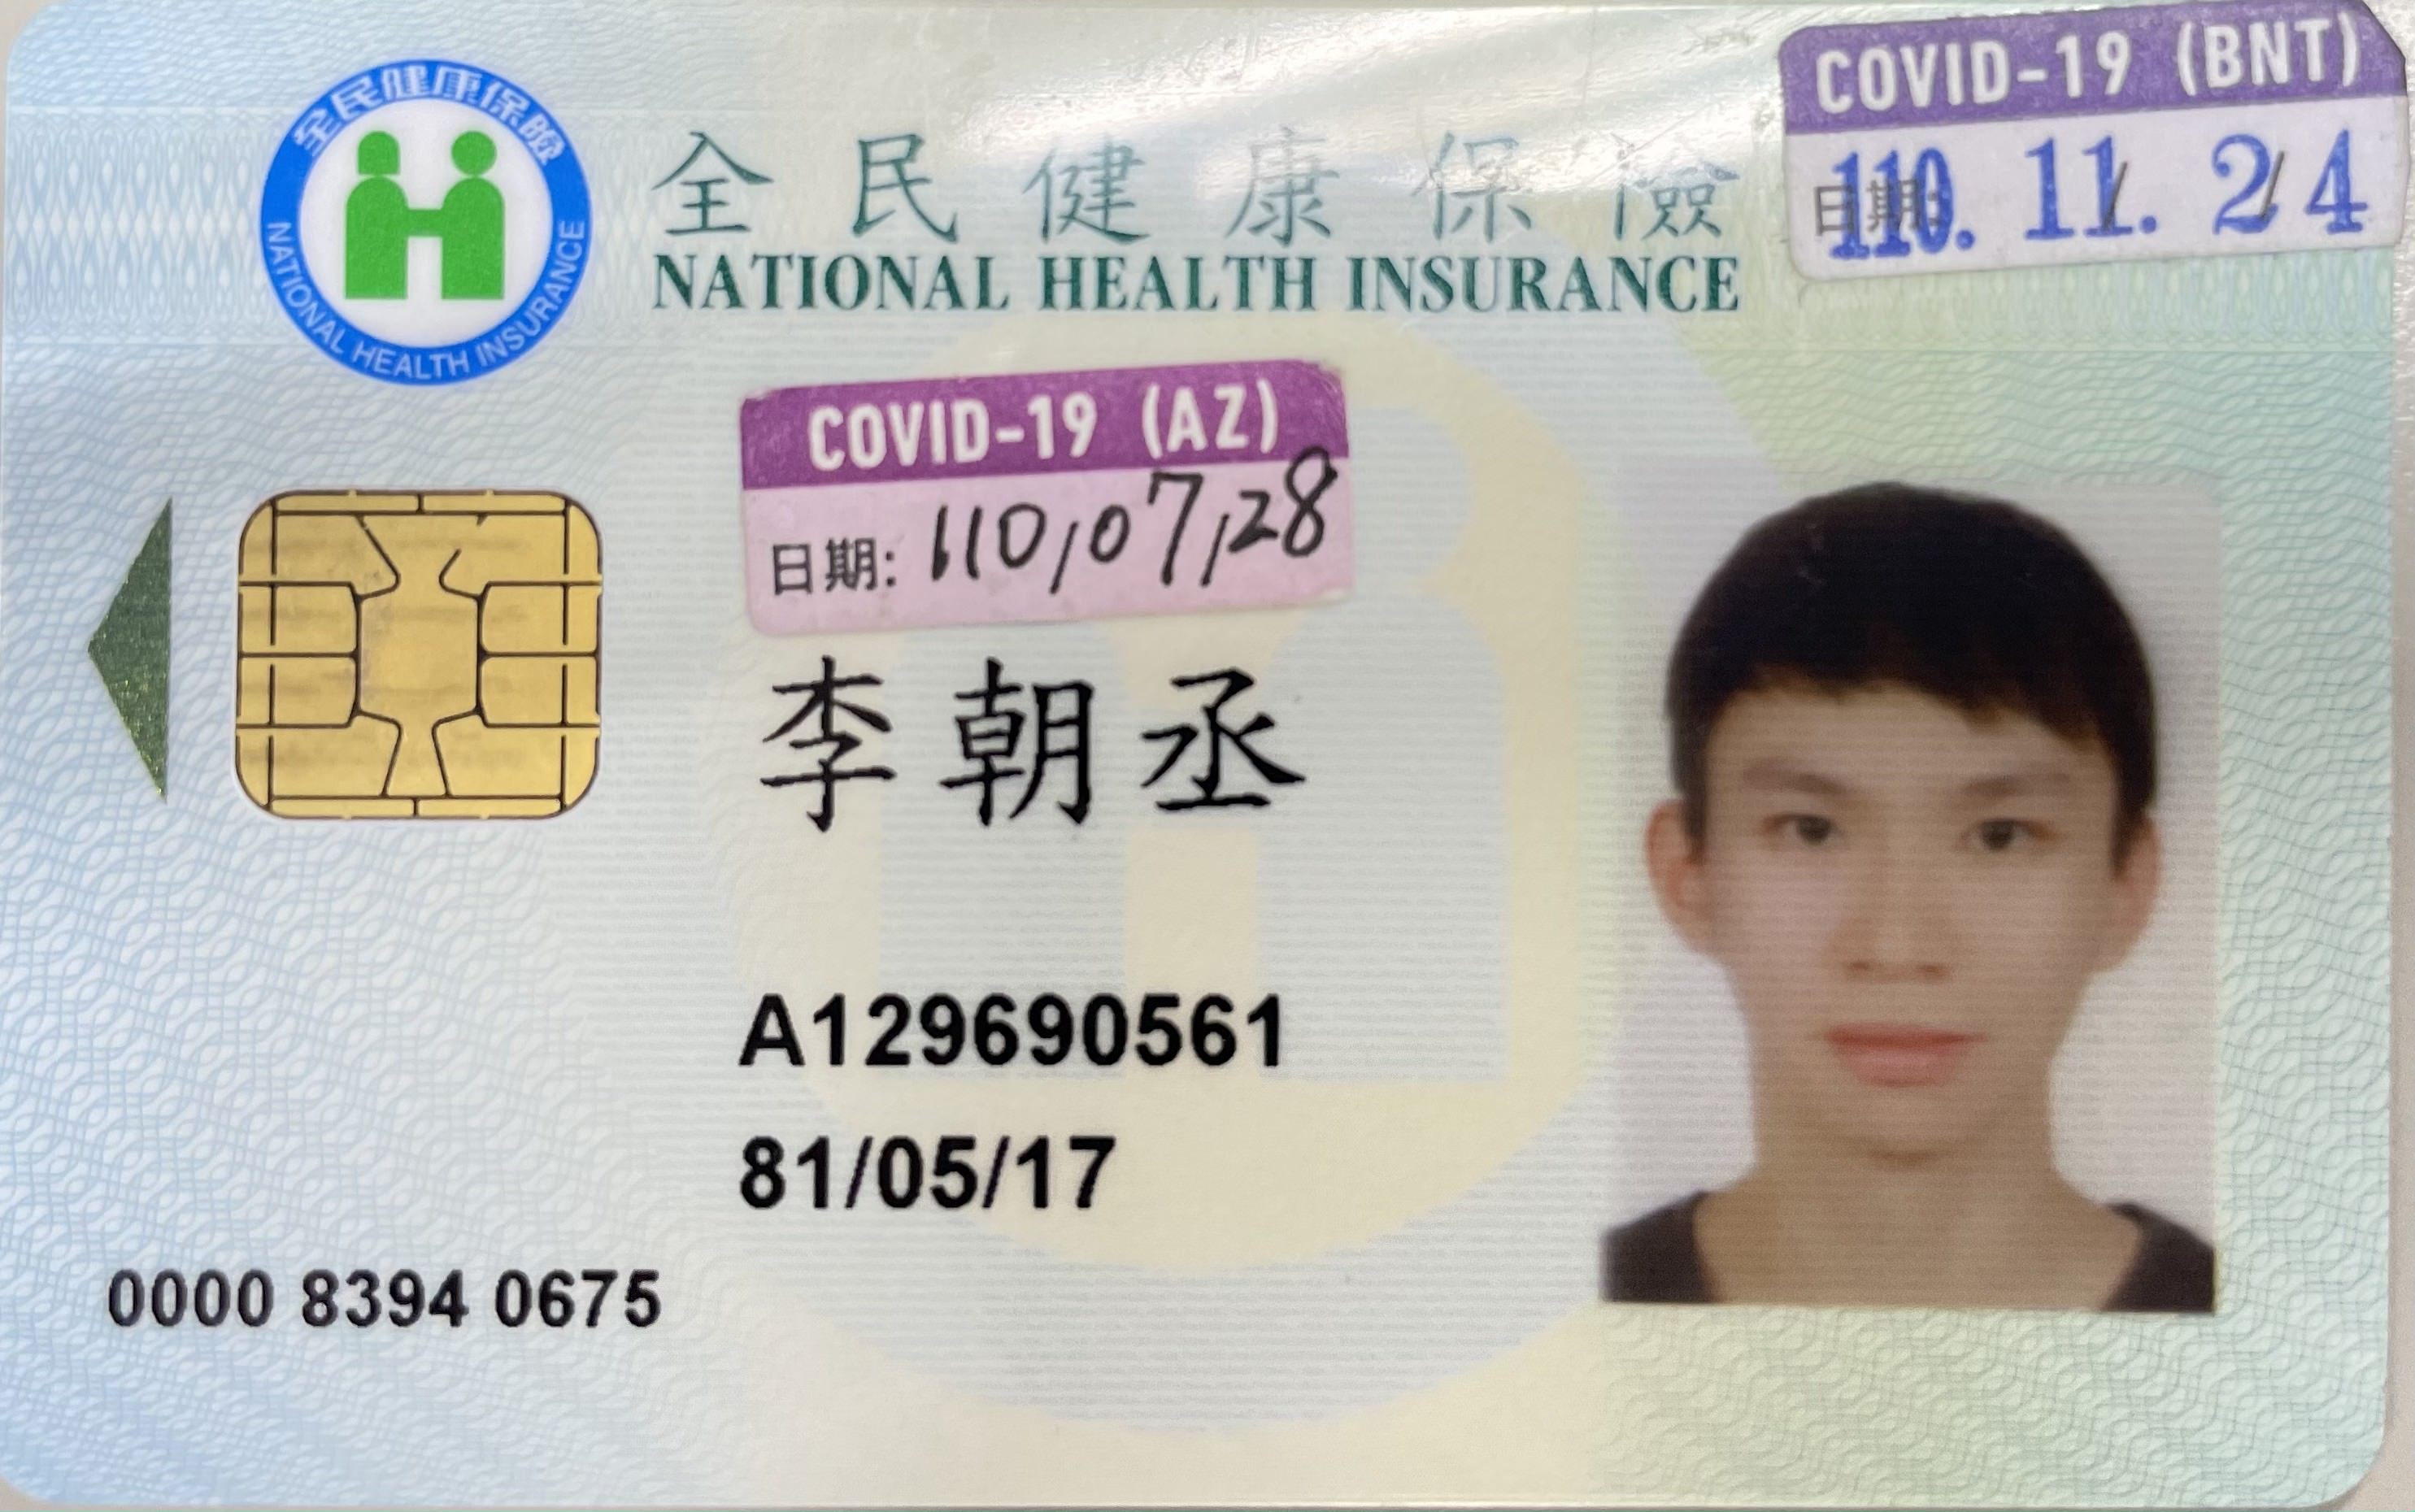 全民健康保險
NATIONAL HEALTH INSURANCE
全民健康保險
NATIONAL HEALTH INSURANCE
COVID-19 (BNT)
日期:
110. 11. 24
COVID-19 (AZ)
日期: 110/07/28
李朝丞
A129690561
81/05/17
0000 8394 0675